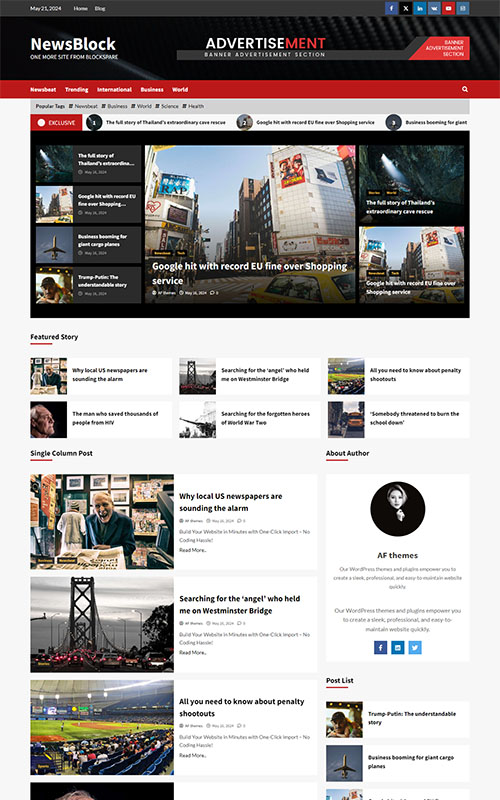 May 21, 2024 Home Blog
NewsBlock
ONE MORE SITE FROM BLOCKSPARE
ADVERTISEMENT
BANNER ADVERTISEMENT SECTION
BANNER
ADVERTISEMENT
SECTION
Newsbeat Trending International Business World
Popular Tags # Newsbeat # Business # World # Science # Health
EXCLUSIVE
1 The full story of Thailand's extraordinary cave rescue
2 Google hit with record EU fine over Shopping service
3 Business booming for giant
The full story of
Thailand's extraordina...
May 16, 2024
Google hit with record EU
fine over Shopping...
May 16, 2024
Business booming for
giant cargo planes
May 16, 2024
Trump-Putin: The
understandable story
May 16, 2024
Newsbeat Tech
Google hit with record EU fine over Shopping
service
AF themes May 16, 2024 0
Stories World
The full story of Thailand's
extraordinary cave rescue
Newsbeat Tech
Google hit with record EU fine over
Shopping service
Featured Story
Why local US newspapers are
sounding the alarm
Searching for the 'angel' who held
me on Westminster Bridge
All you need to know about penalty
shootouts
The man who saved thousands of
people from HIV
Searching for the forgotten heroes
of World War Two
'Somebody threatened to burn the
school down'
Single Column Post
Why local US newspapers are
sounding the alarm
AF themes May 20, 2024 0
Build Your Website in Minutes with One-Click Import – No
Coding Hassle!
Read More..
Searching for the 'angel' who held
me on Westminster Bridge
AF themes May 20, 2024 0
Build Your Website in Minutes with One-Click Import – No
Coding Hassle!
Read More..
All you need to know about penalty
shootouts
Sports
AF themes May 20, 2024 0
Build Your Website in Minutes with One-Click Import – No
Coding Hassle!
Read More..
About Author
AF themes
Our WordPress themes and plugins empower you to
create a sleek, professional, and easy-to-maintain website
quickly.
Our WordPress themes and plugins empower you
to create a sleek, professional, and easy-to-
maintain website quickly.
Post List
Trump-Putin: The understandable
story
Business booming for giant cargo
planes